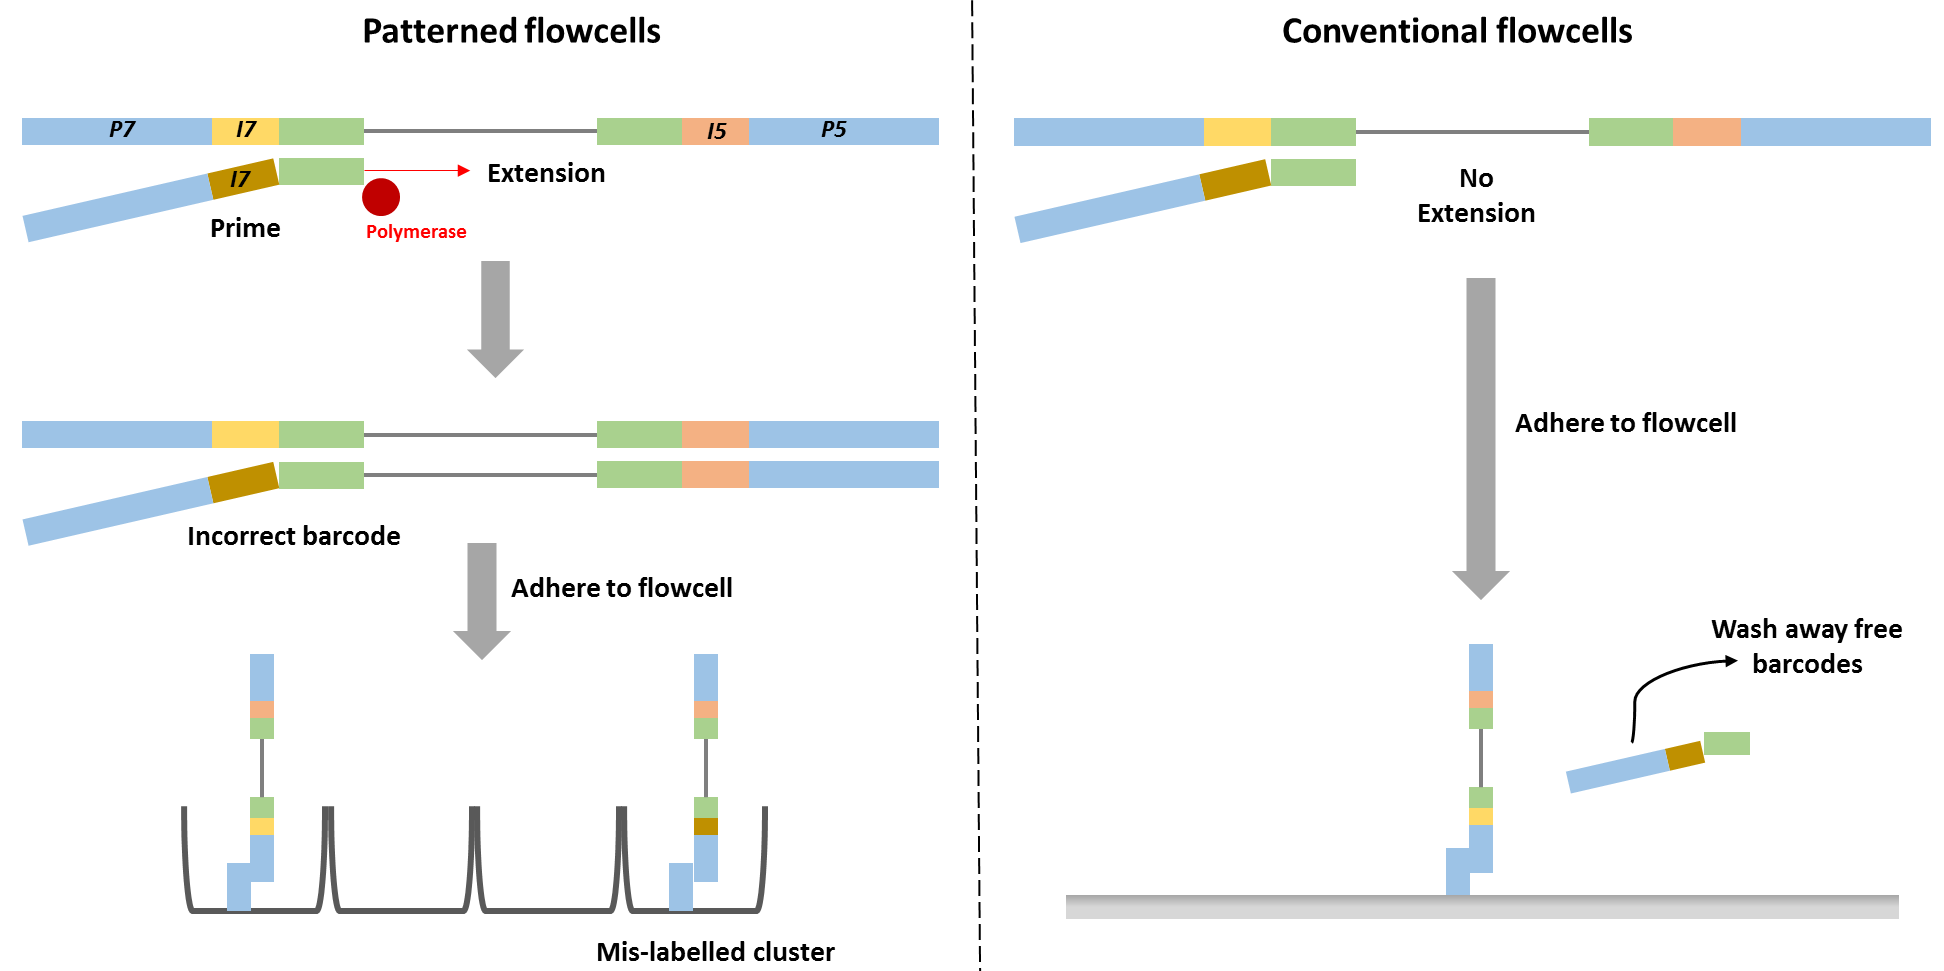 Patterned flowcells
P7
I7
I5
P5
I7
Extension
Prime
Polymerase
Incorrect barcode
Adhere to flowcell
Mis-labelled cluster
Conventional flowcells
No
Extension
Adhere to flowcell
Wash away free
barcodes